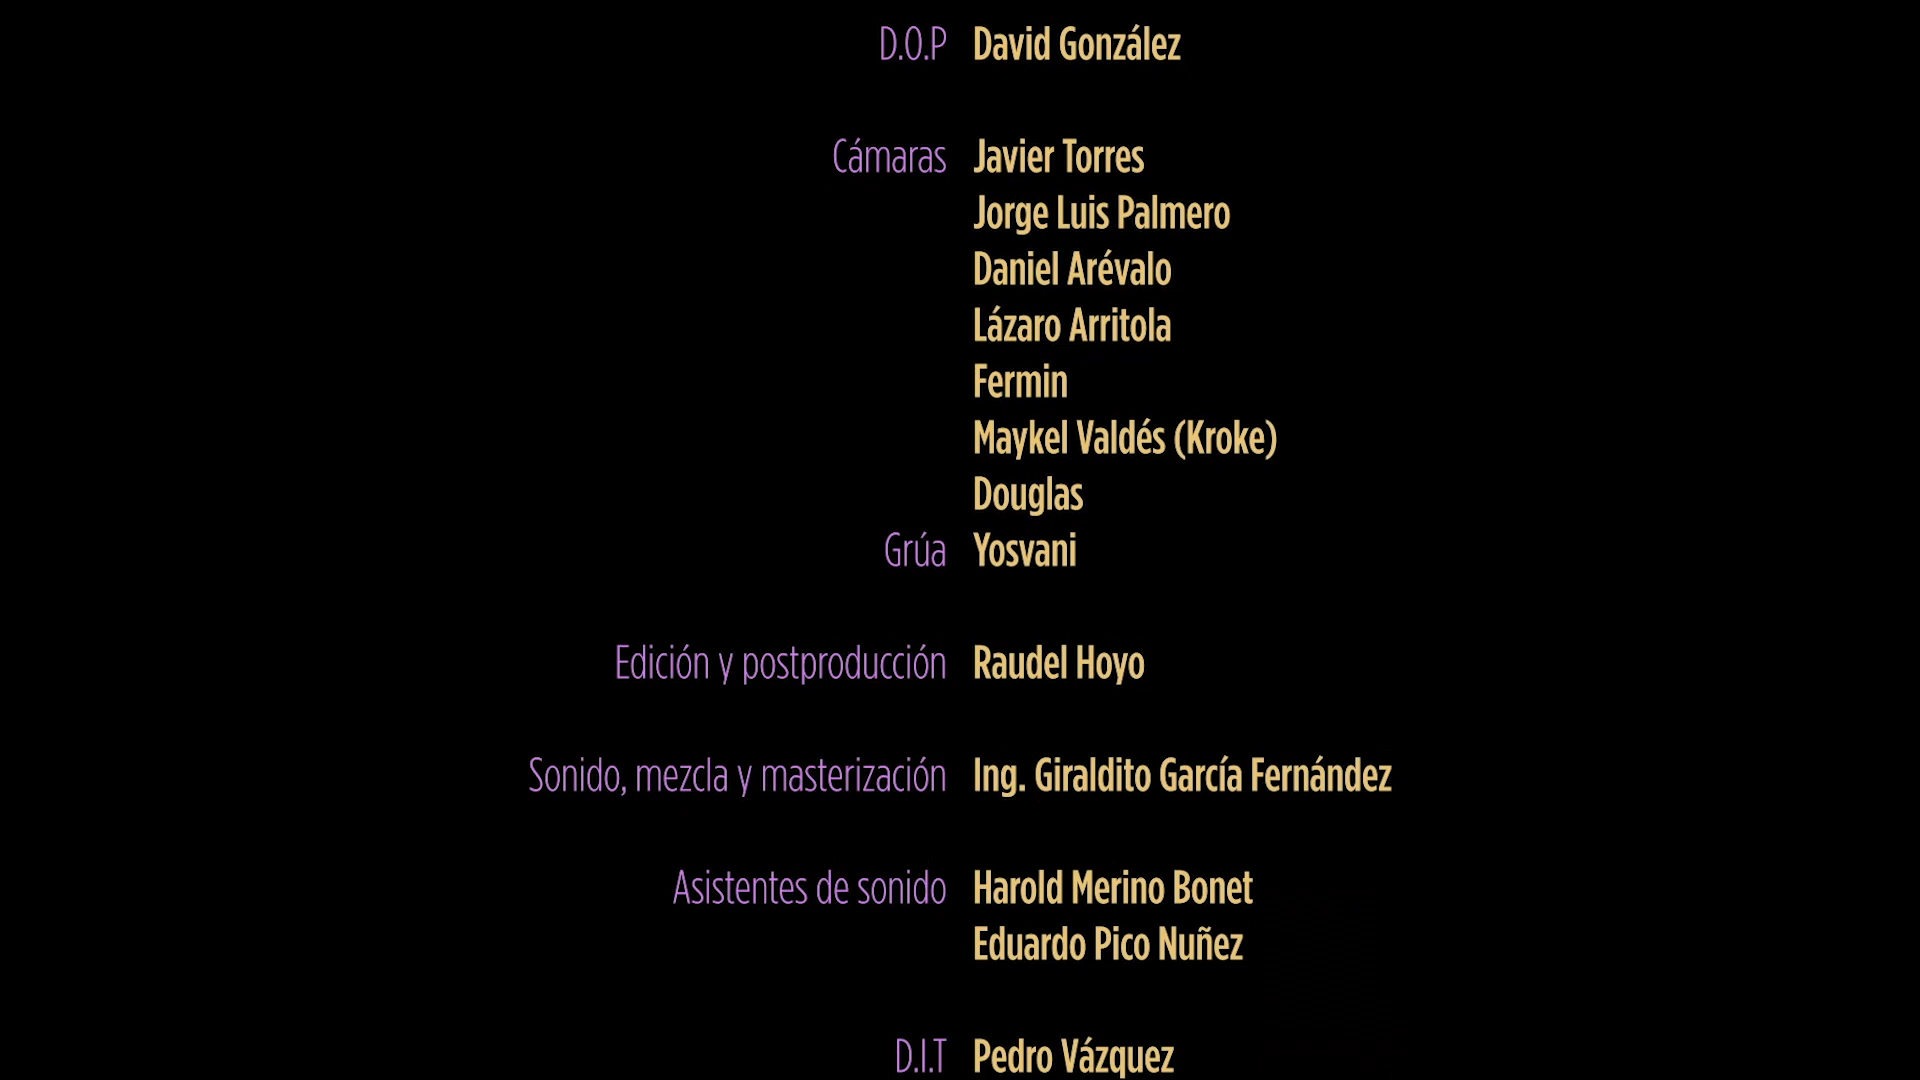 D.O.P David González
Cámaras Javier Torres
Jorge Luis Palmero
Daniel Arévalo
Lázaro Arritola
Fermin
Maykel Valdés (Kroke)
Douglas
Grúa Yosvani
Edición y postproducción Raudel Hoyo
Sonido, mezcla y masterización Ing. Giraldito García Fernández
Asistentes de sonido Harold Merino Bonet
Eduardo Pico Nuñez
D.I.T Pedro Vázquez